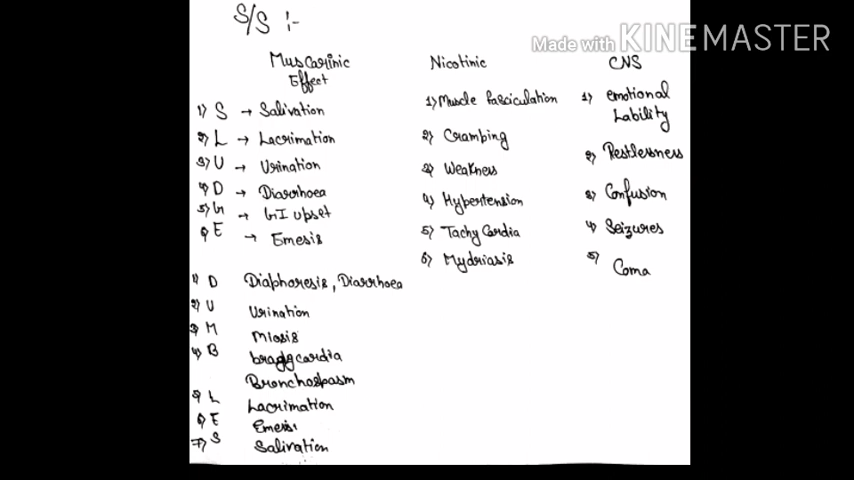 S/S :-
Made with KINEMASTER
Muscarinic Effect
1) S → Salivation
2) L → Lacrimation
3) U → Urination
4) D → Diarrhoea
5) G → GI upset
6) E → Emesis
1) D Diaphoresis, Diarrhoea
2) U Urination
3) M Miosis
4) B bradycardia
Bronchospasm
5) L Lacrimation
6) E Emesis
7) S Salivation
Nicotinic
1) Muscle fasciculation
2) Cramping
3) Weakness
4) Hypertension
5) Tachy Cardia
6) Mydriasis
CNS
1) emotional
Lability
2) Restlessness
3) Confusion
4) Seizures
5) Coma